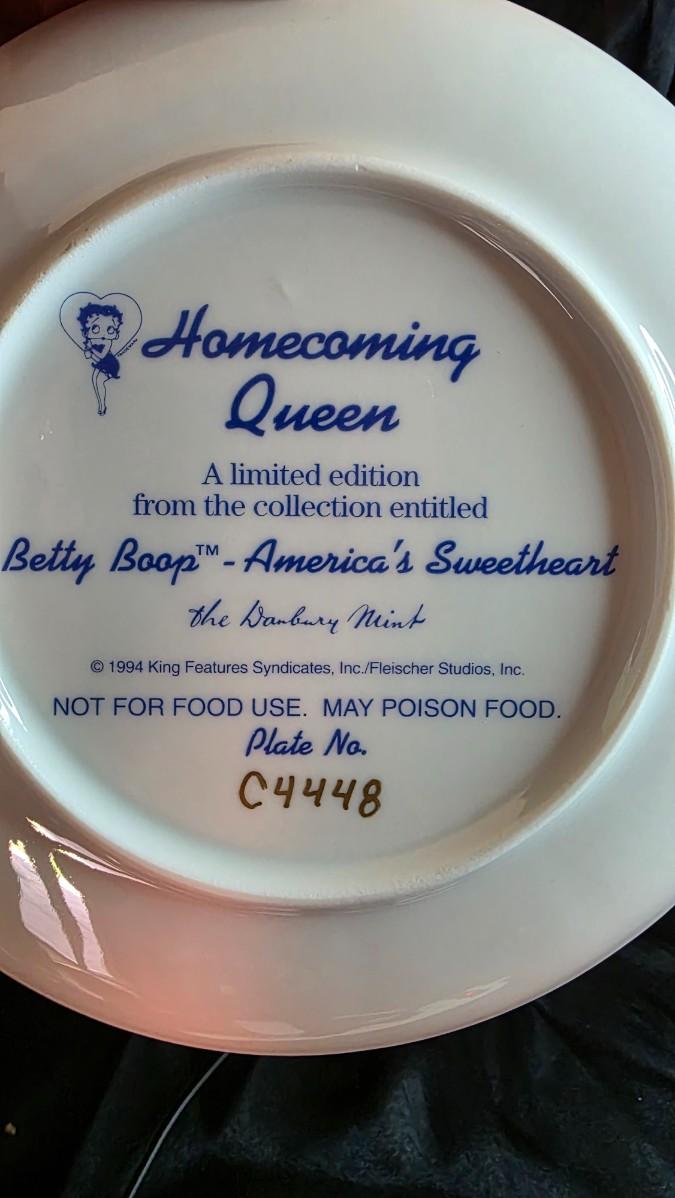 Homecoming
Queen
A limited edition
from the collection entitled
Betty Boop™ - America's Sweetheart
the Danbury Mint
© 1994 King Features Syndicates, Inc./Fleischer Studios, Inc.
NOT FOR FOOD USE. MAY POISON FOOD.
Plate No.
C4448